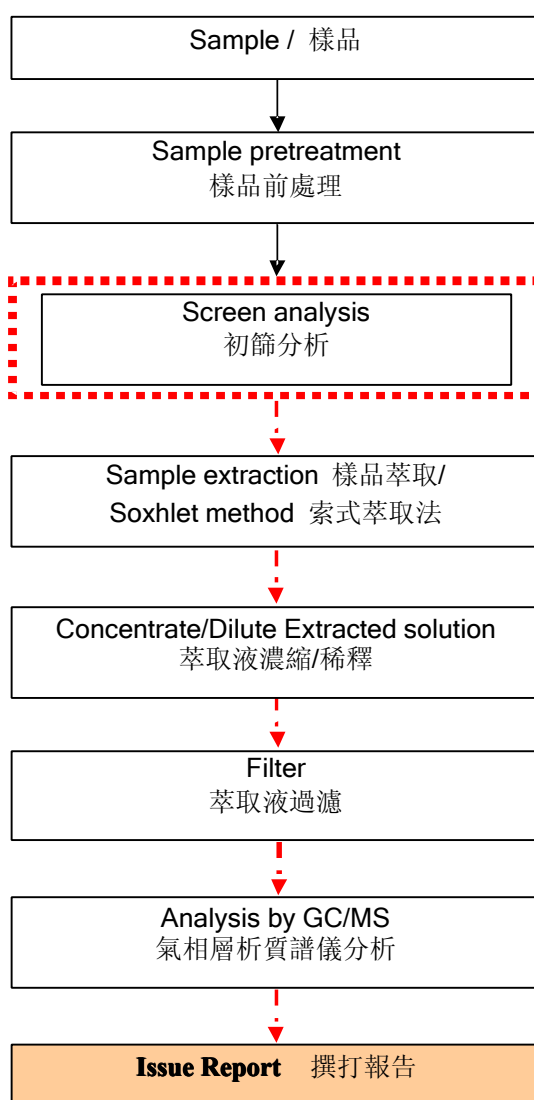 Sample / 樣品
Sample pretreatment
樣品前處理
Screen analysis
初篩分析
Sample extraction 樣品萃取/
Soxhlet method 索式萃取法
Concentrate/Dilute Extracted solution
萃取液濃縮/稀釋
Filter
萃取液過濾
Analysis by GC/MS
氣相層析質譜儀分析
Issue Report 撰打報告